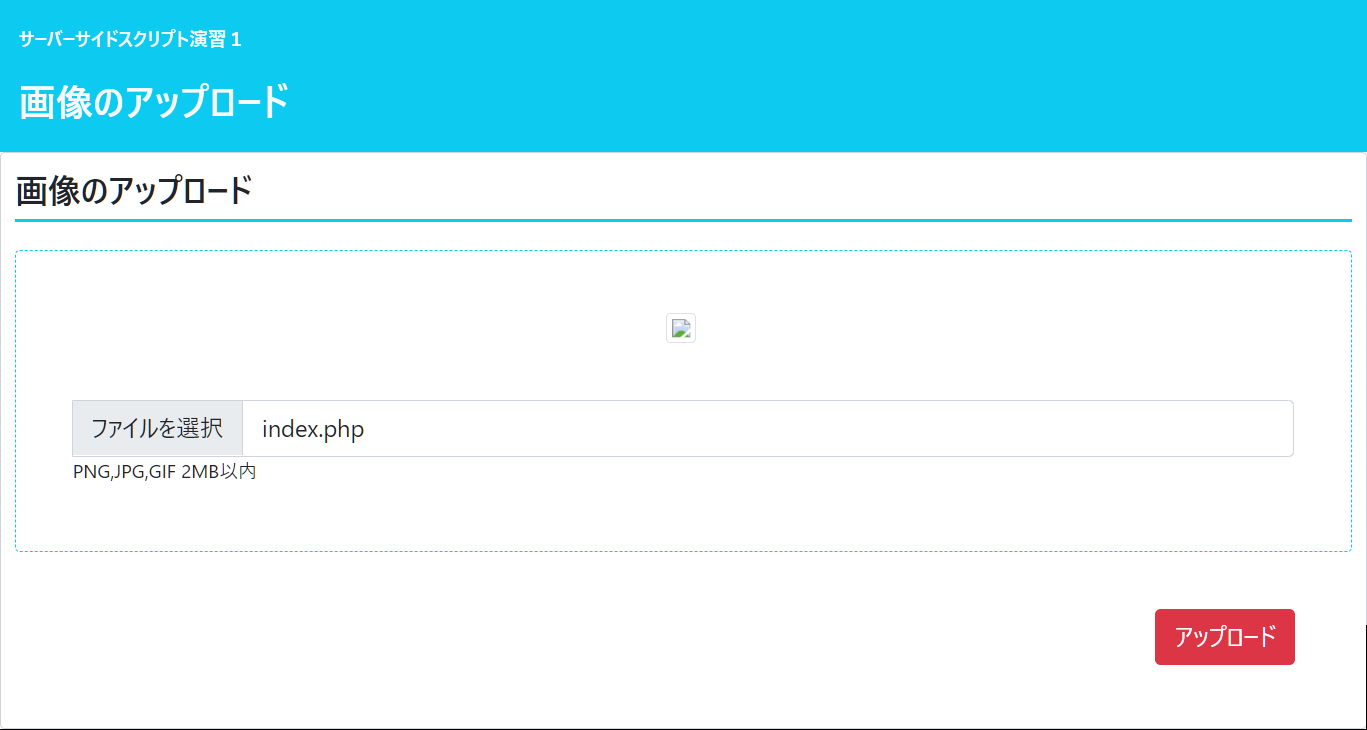 サーバーサイドスクリプト演習 1
画像のアップロード
画像のアップロード
ファイルを選択 index.php
PNG,JPG,GIF 2MB以内
アップロード